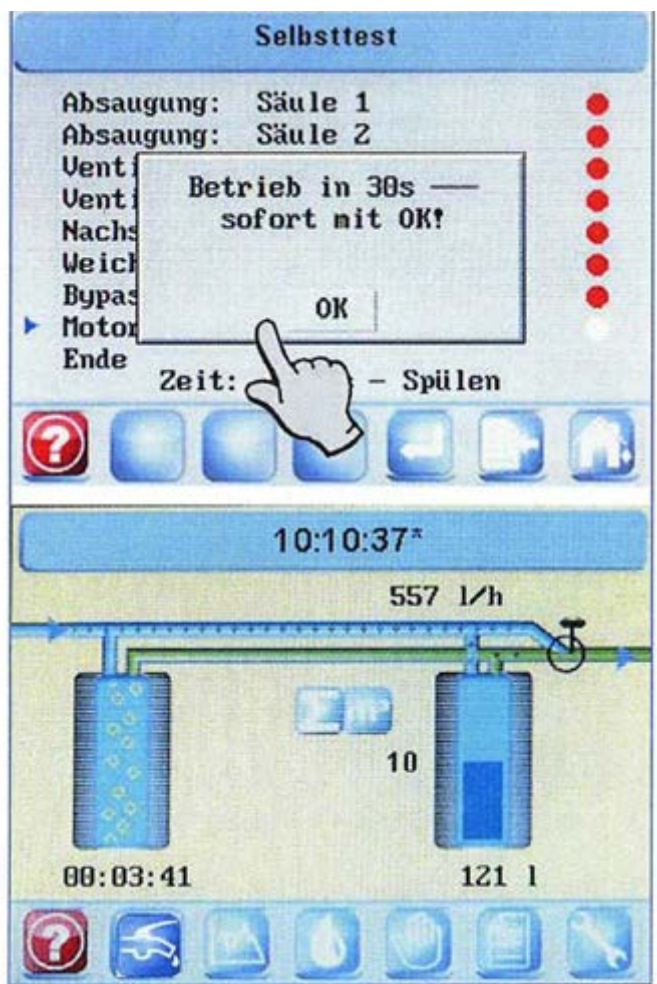 Selbsttest
Absaugung: Säule 1
Absaugung: Säule 2
Venti
Venti
Nachs
Weich
Bypas
Motor
Ende
Betrieb in 30s —
sofort mit OK!
OK
Zeit: - Spülen
?
10:10:37*
557 l/h
10
00:03:41
121 l
?